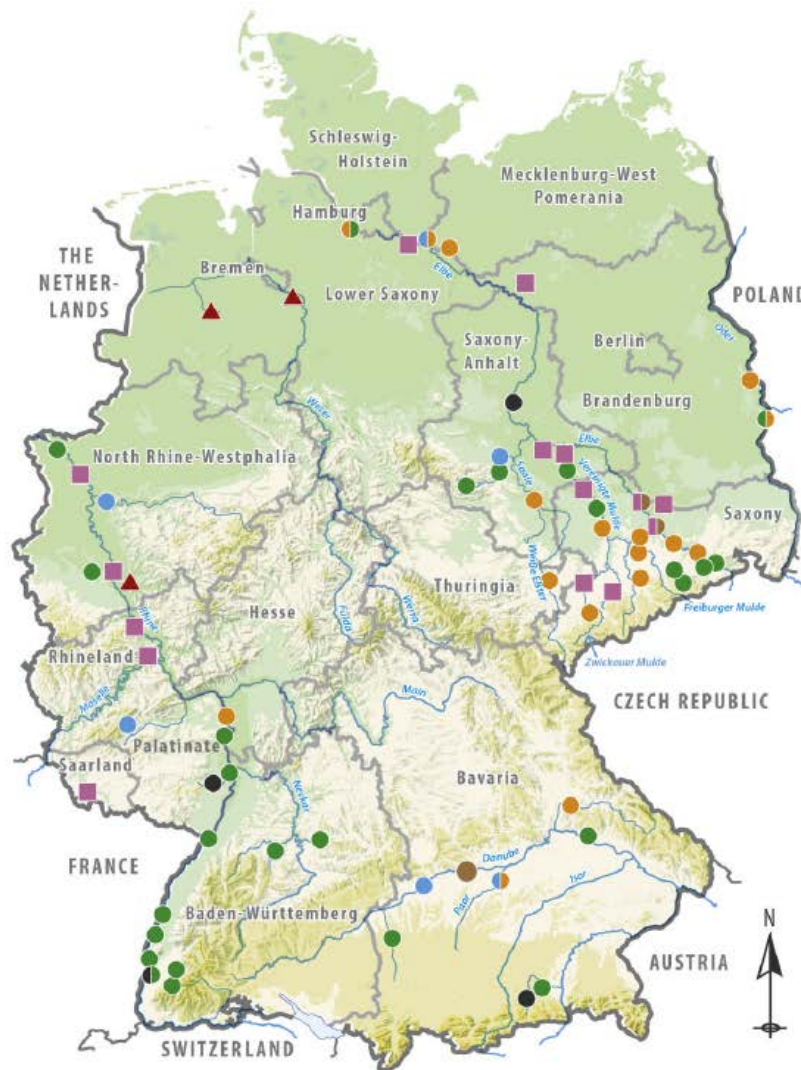 Schleswig-
Holstein
Mecklenburg-West
Pomerania
Hamburg
THE
NETHER-
LANDS
Bremen
Elbe
Lower Saxony
POLAND
Oder
Saxony-
Anhalt
Berlin
Brandenburg
Weser
Elbe
North Rhine-Westphalia
Saale
Vereinigte Mulde
Saxony
Weiße Elster
Thuringia
Freiburger Mulde
Hesse
Fulda
Werra
Rhine
Zwickauer Mulde
Rhineland
Moselle
Main
CZECH REPUBLIC
Palatinate
Saarland
Bavaria
Neckar
FRANCE
Danube
Isar
Paar
Baden-Württemberg
N
AUSTRIA
SWITZERLAND